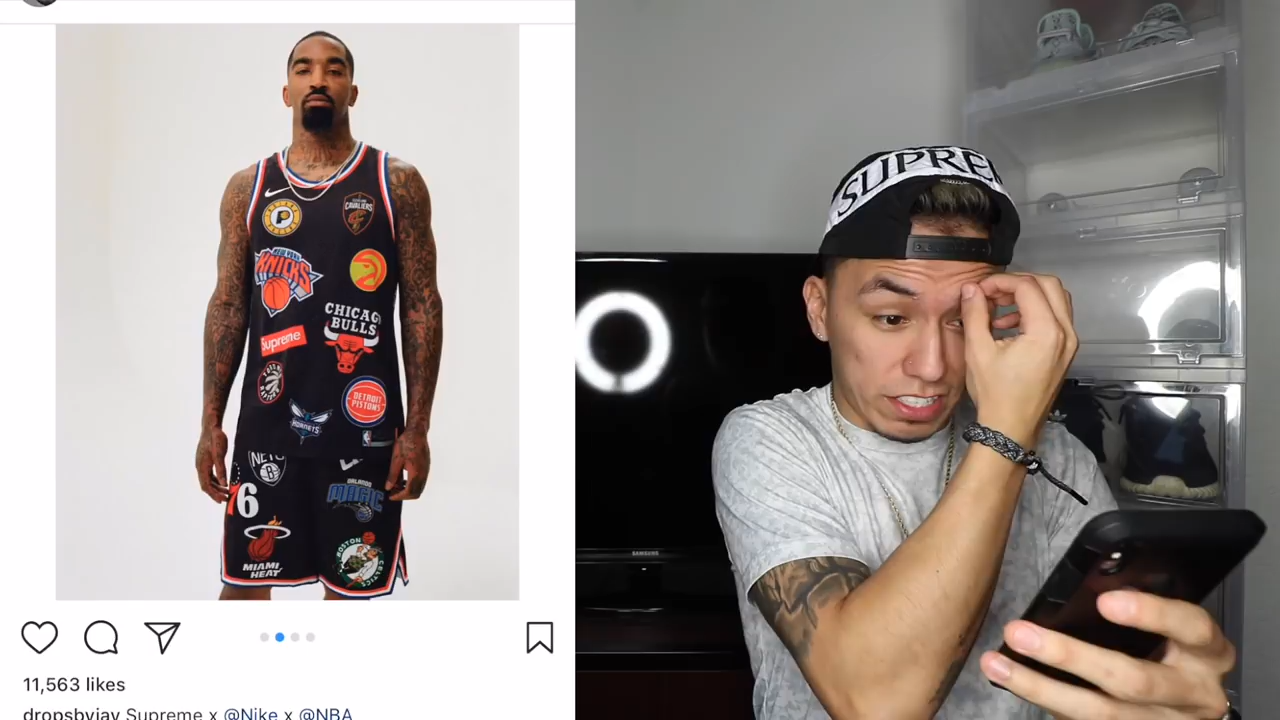 CAVALIERS
NEW YORK
KNICKS
CHICAGO
BULLS
Supreme
DETROIT
PISTONS
HORNETS
NETS
B
76
ORLANDO
MAGIC
MIAMI
HEAT
BOSTON
CELTICS
11,563 likes
dropsbyjay Supreme x @Nike x @NBA
SUPREME
SAMSUNG